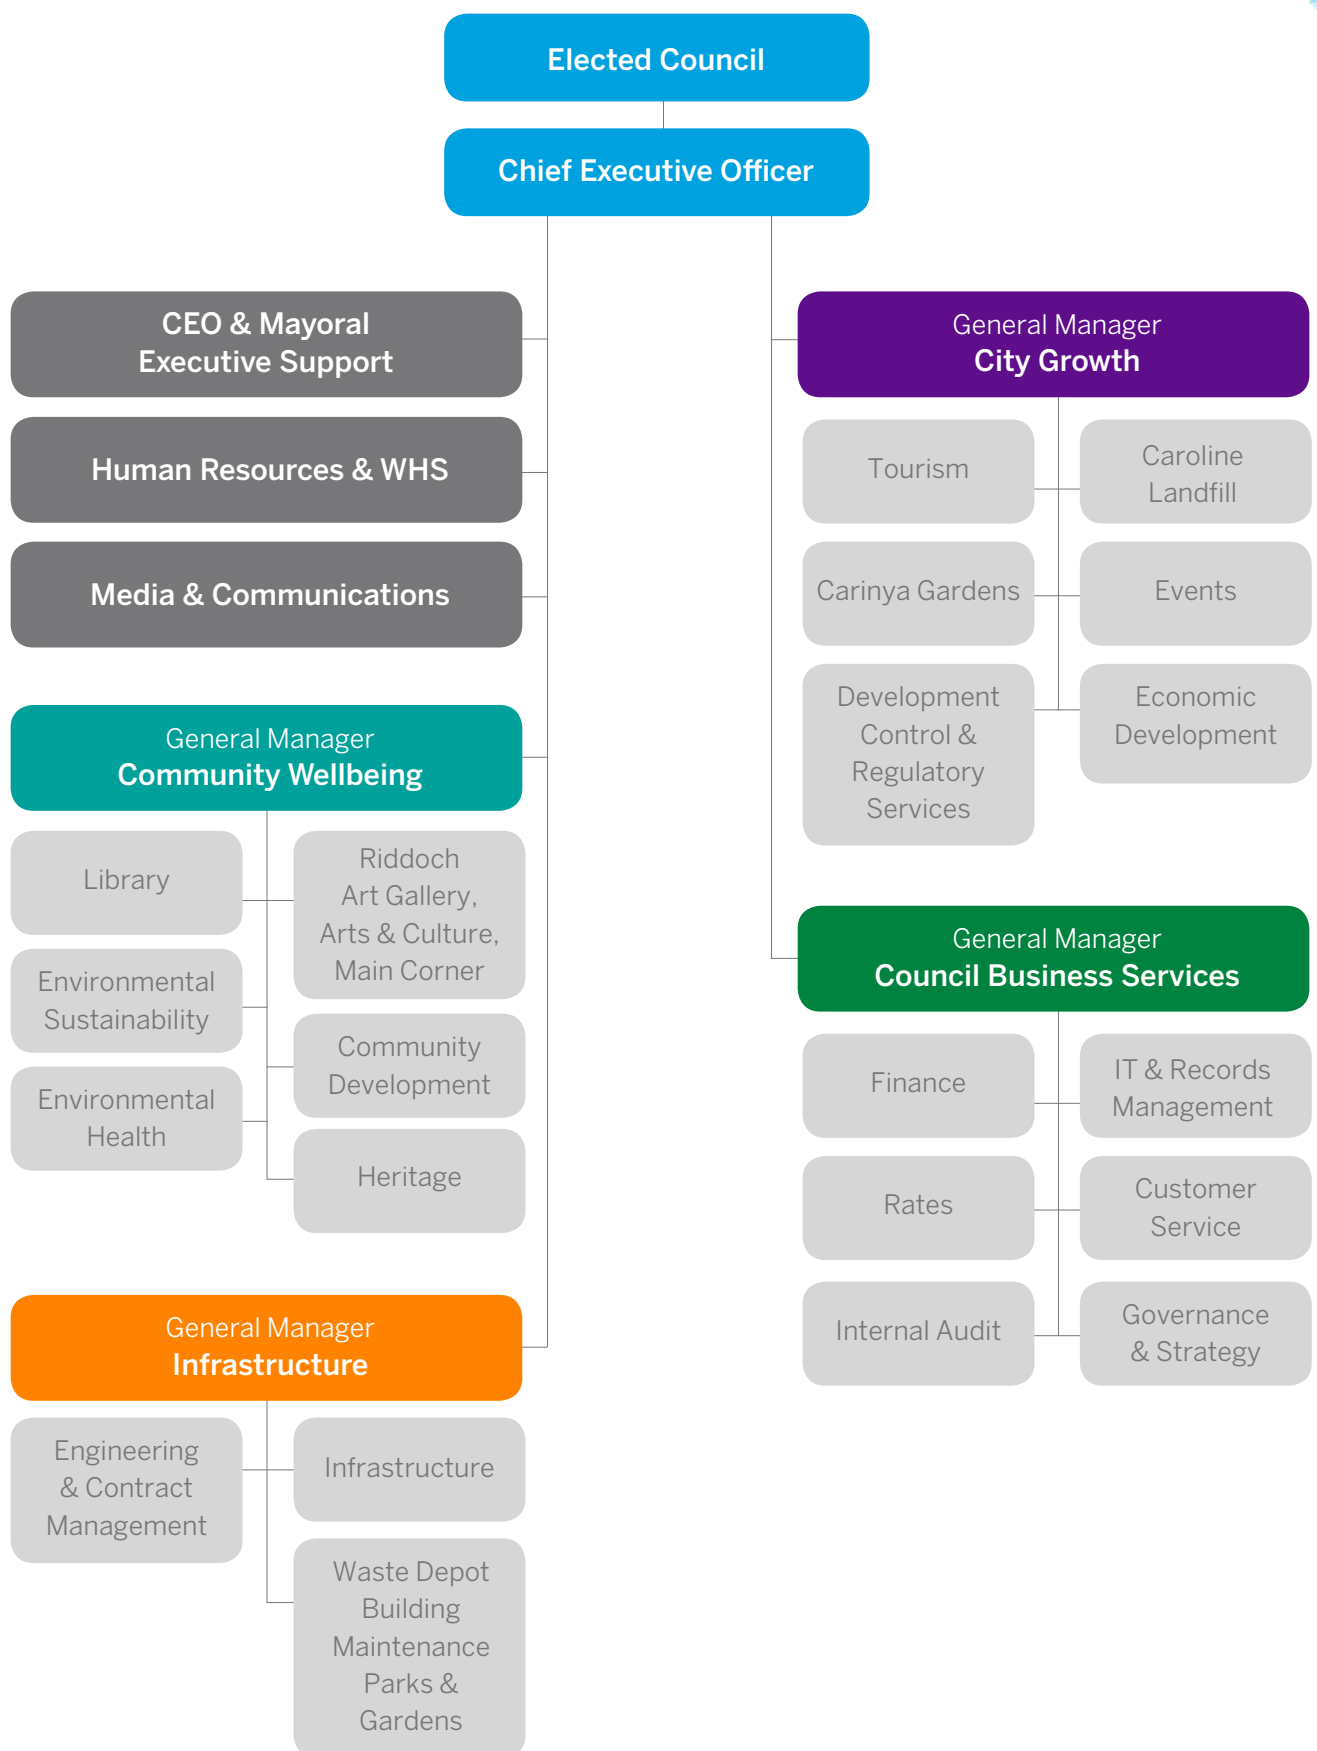 Elected Council
Chief Executive Officer
CEO & Mayoral
Executive Support
Human Resources & WHS
Media & Communications
General Manager
Community Wellbeing
Library
Riddoch
Art Gallery,
Arts & Culture,
Main Corner
Environmental
Sustainability
Community
Development
Environmental
Health
Heritage
General Manager
Infrastructure
Engineering
& Contract
Management
Infrastructure
Waste Depot
Building
Maintenance
Parks &
Gardens
General Manager
City Growth
Tourism
Caroline
Landfill
Carinya Gardens
Events
Development
Control &
Regulatory
Services
Economic
Development
General Manager
Council Business Services
Finance
IT & Records
Management
Rates
Customer
Service
Internal Audit
Governance
& Strategy